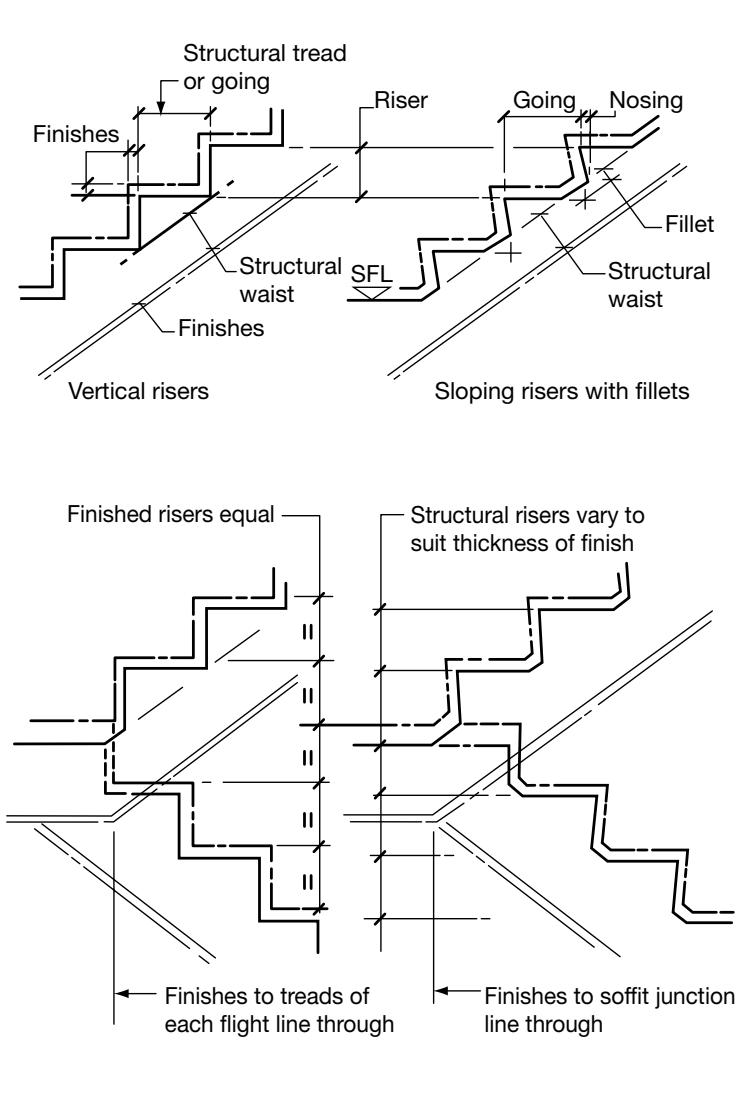 Structural tread
or going
Finishes
Riser
Going
Nosing
Fillet
Structural
waist
SFL
Structural
waist
Finishes
Vertical risers
Sloping risers with fillets
Finished risers equal
Structural risers vary to
suit thickness of finish
=
=
=
=
=
Finishes to treads of
each flight line through
Finishes to soffit junction
line through